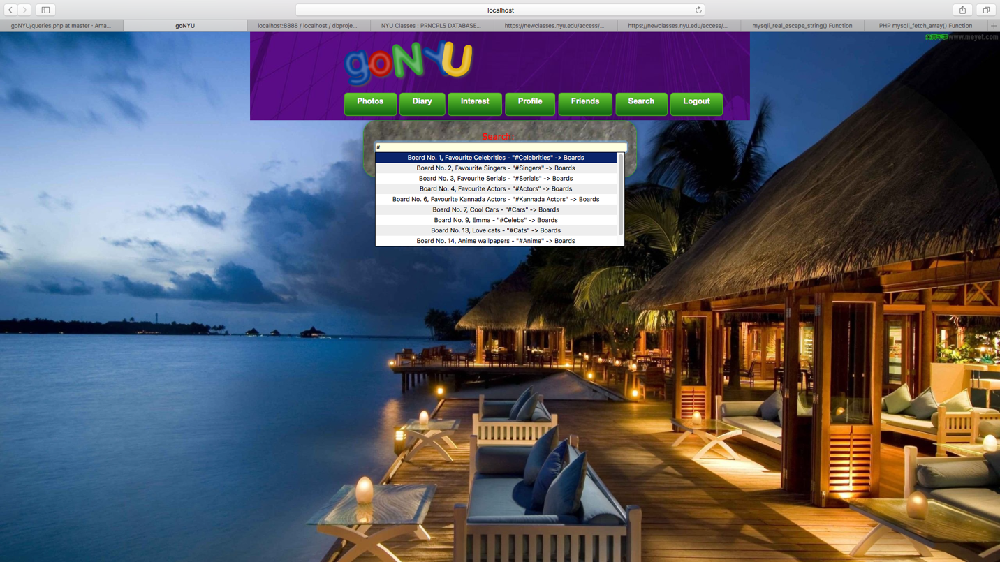 localhost
goNYU/queries.php at master · Ama...
goNYU
localhost:8888 / localhost / dbproje...
NYU Classes : PRNCPLS DATABASE...
https://newclasses.nyu.edu/access/...
https://newclasses.nyu.edu/access/...
mysqli_real_escape_string() Function
PHP mysqli_fetch_array() Function
www.meyet.com
goNYU
Photos
Diary
Interest
Profile
Friends
Search
Logout
Search:
#
Board No. 1, Favourite Celebrities - "#Celebrities" -> Boards
Board No. 2, Favourite Singers - "#Singers" -> Boards
Board No. 3, Favourite Serials - "#Serials" -> Boards
Board No. 4, Favourite Actors - "#Actors" -> Boards
Board No. 6, Favourite Kannada Actors - "#Kannada Actors" -> Boards
Board No. 7, Cool Cars - "#Cars" -> Boards
Board No. 9, Emma - "#Celebs" -> Boards
Board No. 13, Love cats - "#Cats" -> Boards
Board No. 14, Anime wallpapers - "#Anime" -> Boards